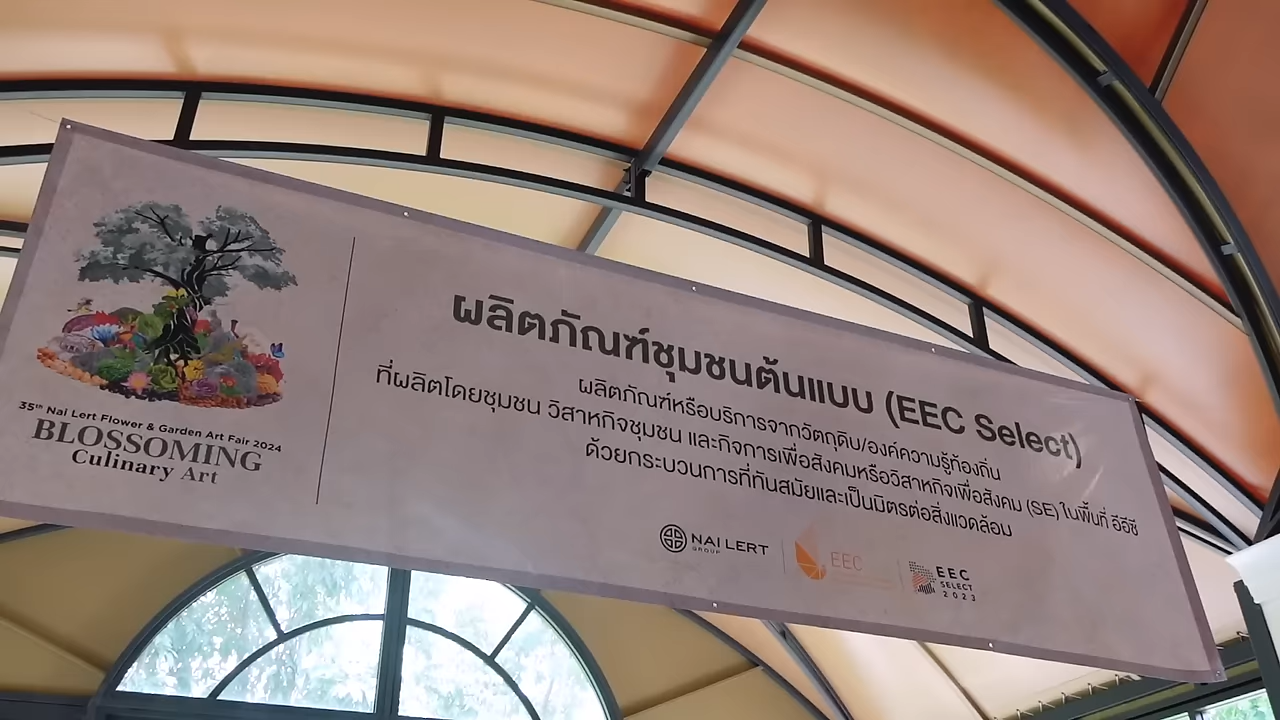 35th Nai Lert Flower & Garden Art Fair 2024
BLOSSOMING
Culinary Art
ผลิตภัณฑ์ชุมชนต้นแบบ (EEC Select)
ผลิตภัณฑ์หรือบริการจากวัตถุดิบ/องค์ความรู้ท้องถิ่น
ที่ผลิตโดยชุมชน วิสาหกิจชุมชน และกิจการเพื่อสังคมหรือวิสาหกิจเพื่อสังคม (SE) ในพื้นที่ อีอีซี
ด้วยกระบวนการที่ทันสมัยและเป็นมิตรต่อสิ่งแวดล้อม
NAI LERT
GROUP
EEC
EEC
SELECT
2023